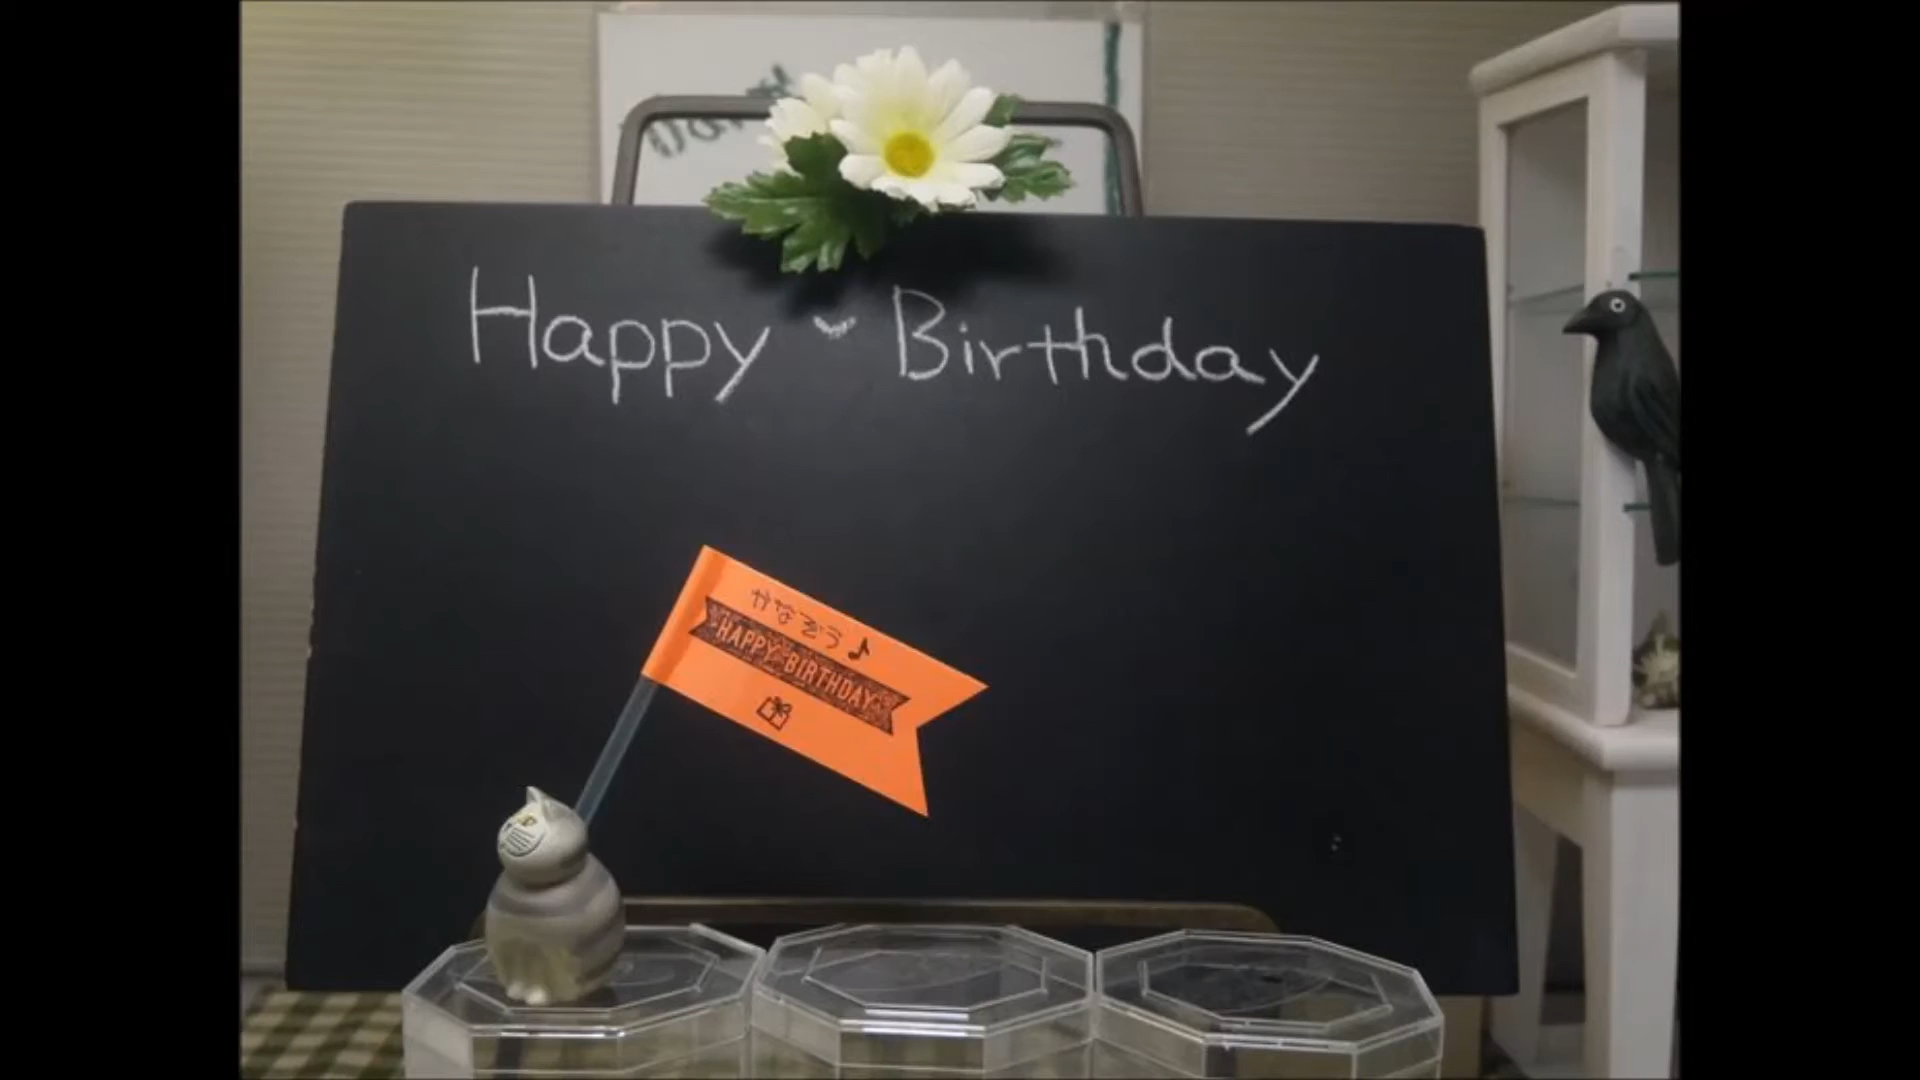 Happy Birthday
かなぞう♪
HAPPY BIRTHDAY